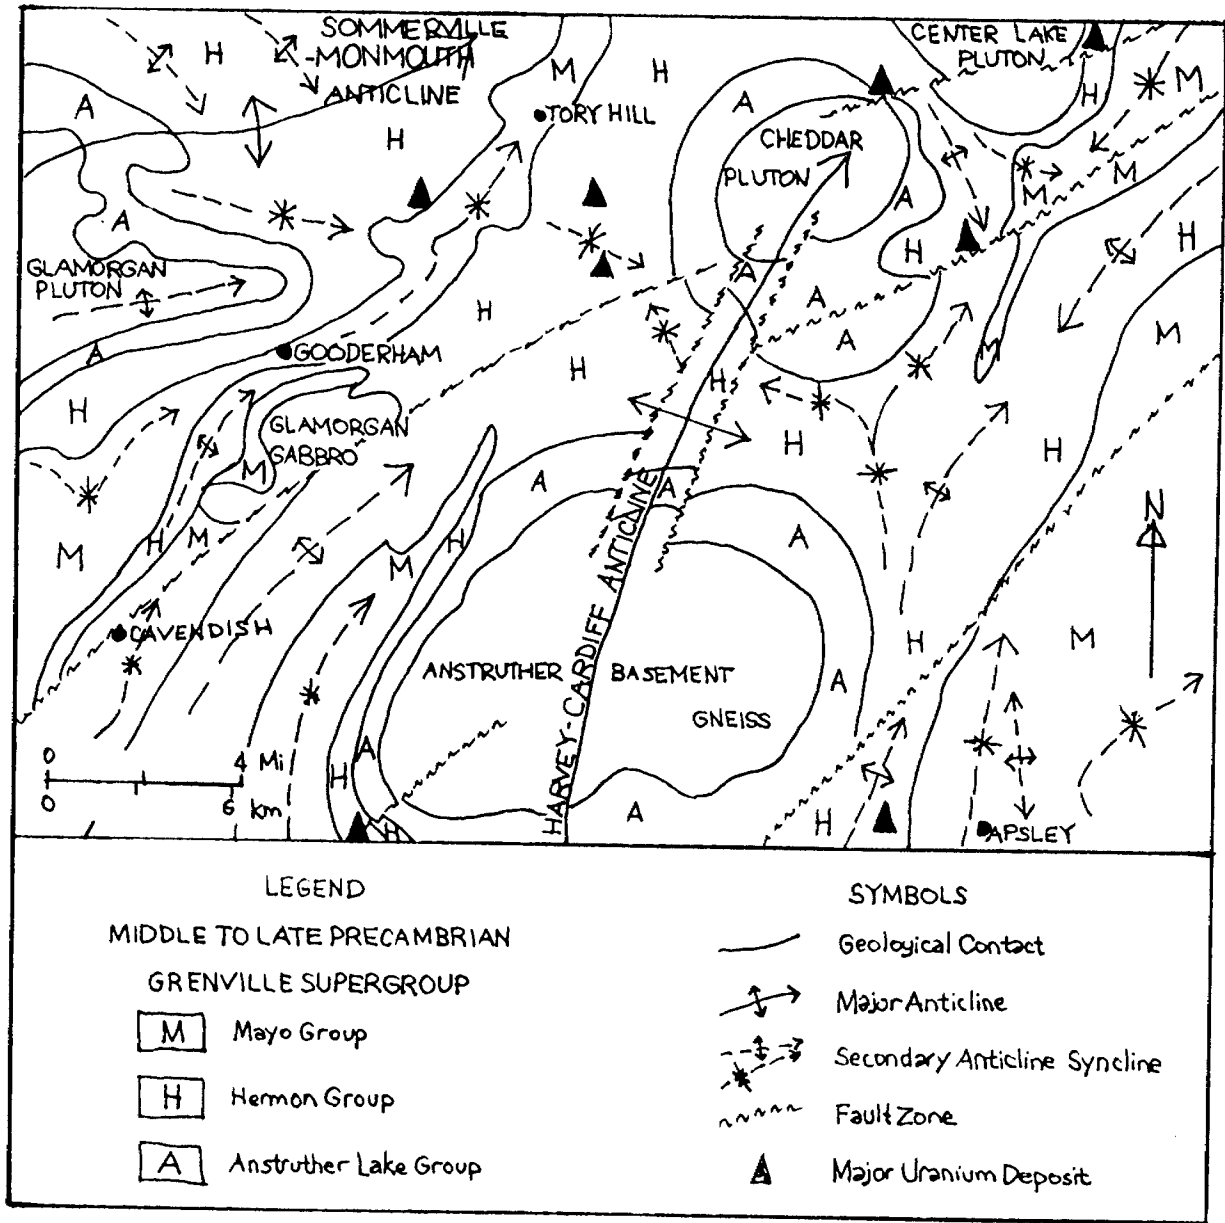 SOMMERVILLE
-MONMOUTH
ANTICLINE
CENTER LAKE
PLUTON
H
H
M
H
M
A
A
H
TORY HILL
CHEDDAR
PLUTON
H
M
M
A
A
H
H
GLAMORGAN
PLUTON
A
A
H
M
A
M
A
GOODERHAM
H
H
H
GLAMORGAN
GABBRO
H
H
M
A
A
N
M
H
M
M
H
A
CAVENDISH
HARVEY-CARDIFF ANTICLINE
H
M
ANSTRUTHER BASEMENT
GNEISS
A
A
0 4 Mi
0 6 km
H
A
H
H
APSLEY
LEGEND
MIDDLE TO LATE PRECAMBRIAN
GRENVILLE SUPERGROUP
M Mayo Group
H Hermon Group
A Anstruther Lake Group
SYMBOLS
Geological Contact
Major Anticline
Secondary Anticline Syncline
Fault Zone
Major Uranium Deposit